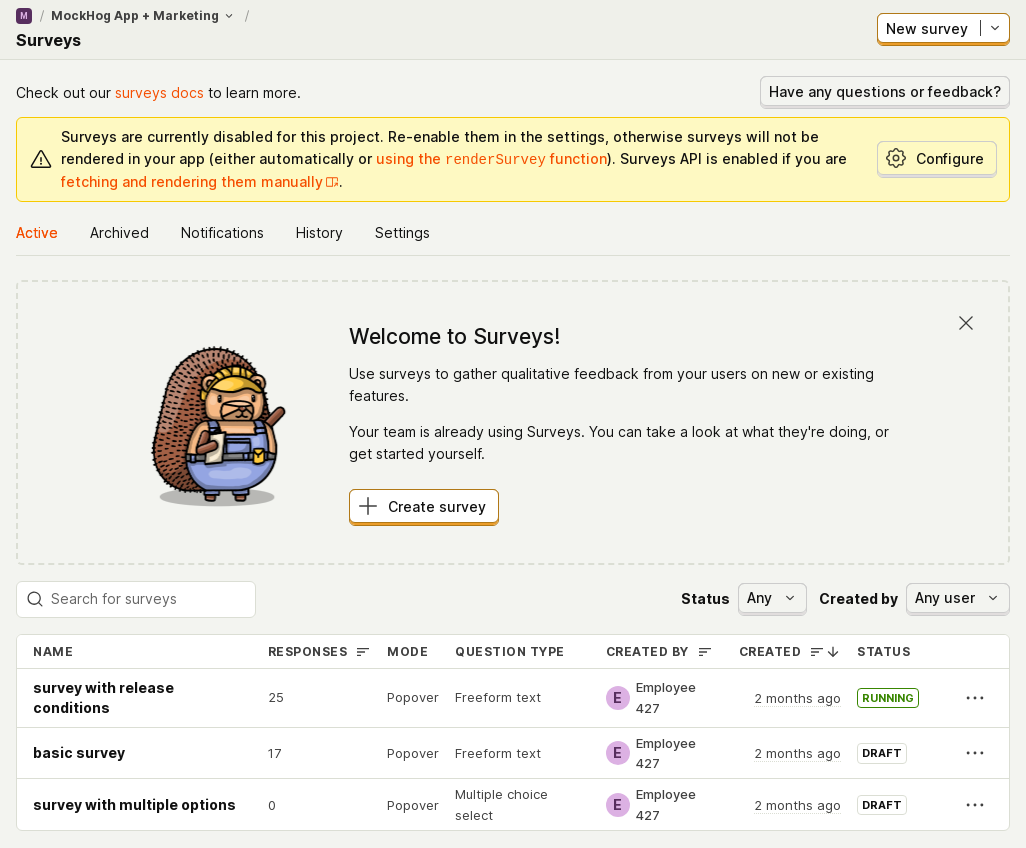 M / MockHog App + Marketing /
Surveys
New survey
Check out our surveys docs to learn more.
Have any questions or feedback?
Surveys are currently disabled for this project. Re-enable them in the settings, otherwise surveys will not be
rendered in your app (either automatically or using the renderSurvey function). Surveys API is enabled if you are
fetching and rendering them manually.
Configure
Active Archived Notifications History Settings
Welcome to Surveys!
Use surveys to gather qualitative feedback from your users on new or existing
features.
Your team is already using Surveys. You can take a look at what they're doing, or
get started yourself.
Create survey
Search for surveys
Status Any Created by Any user
NAME RESPONSES MODE QUESTION TYPE CREATED BY CREATED STATUS
survey with release
conditions
25 Popover Freeform text E Employee
427
2 months ago RUNNING
basic survey 17 Popover Freeform text E Employee
427
2 months ago DRAFT
survey with multiple options 0 Popover Multiple choice
select
E Employee
427
2 months ago DRAFT